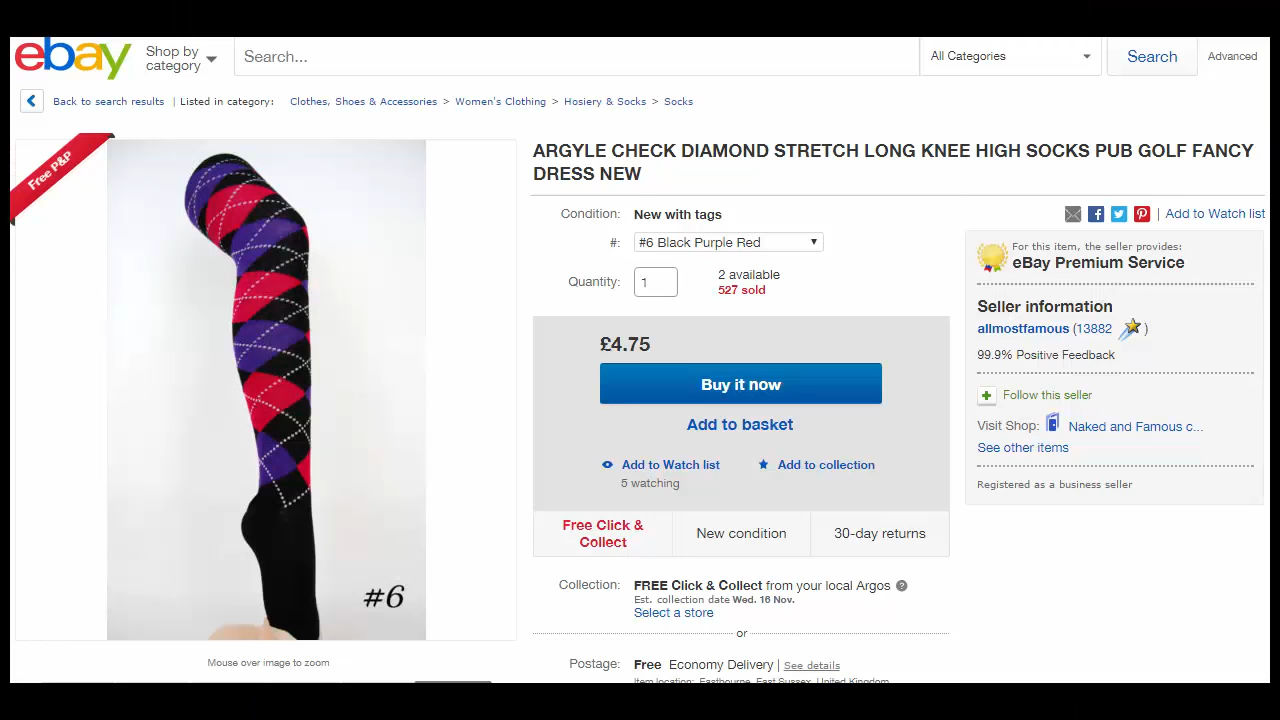 ebay
Shop by
category
Search...
All Categories
Search
Advanced
Back to search results | Listed in category: Clothes, Shoes & Accessories > Women's Clothing > Hosiery & Socks > Socks
Free P&P
ARGYLE CHECK DIAMOND STRETCH LONG KNEE HIGH SOCKS PUB GOLF FANCY
DRESS NEW
Condition: New with tags
| Add to Watch list
#: #6 Black Purple Red
Quantity: 1
2 available
527 sold
£4.75
Buy it now
Add to basket
Add to Watch list
Add to collection
5 watching
Free Click &
Collect
New condition
30-day returns
Collection: FREE Click & Collect from your local Argos ?
Est. collection date Wed. 16 Nov.
Select a store
or
Postage: Free Economy Delivery | See details
Item location: Eastbourne, East Sussex, United Kingdom
For this item, the seller provides:
eBay Premium Service
Seller information
allmostfamous (13882 )
99.9% Positive Feedback
Follow this seller
Visit Shop: Naked and Famous c...
See other items
Registered as a business seller
#6
Mouse over image to zoom